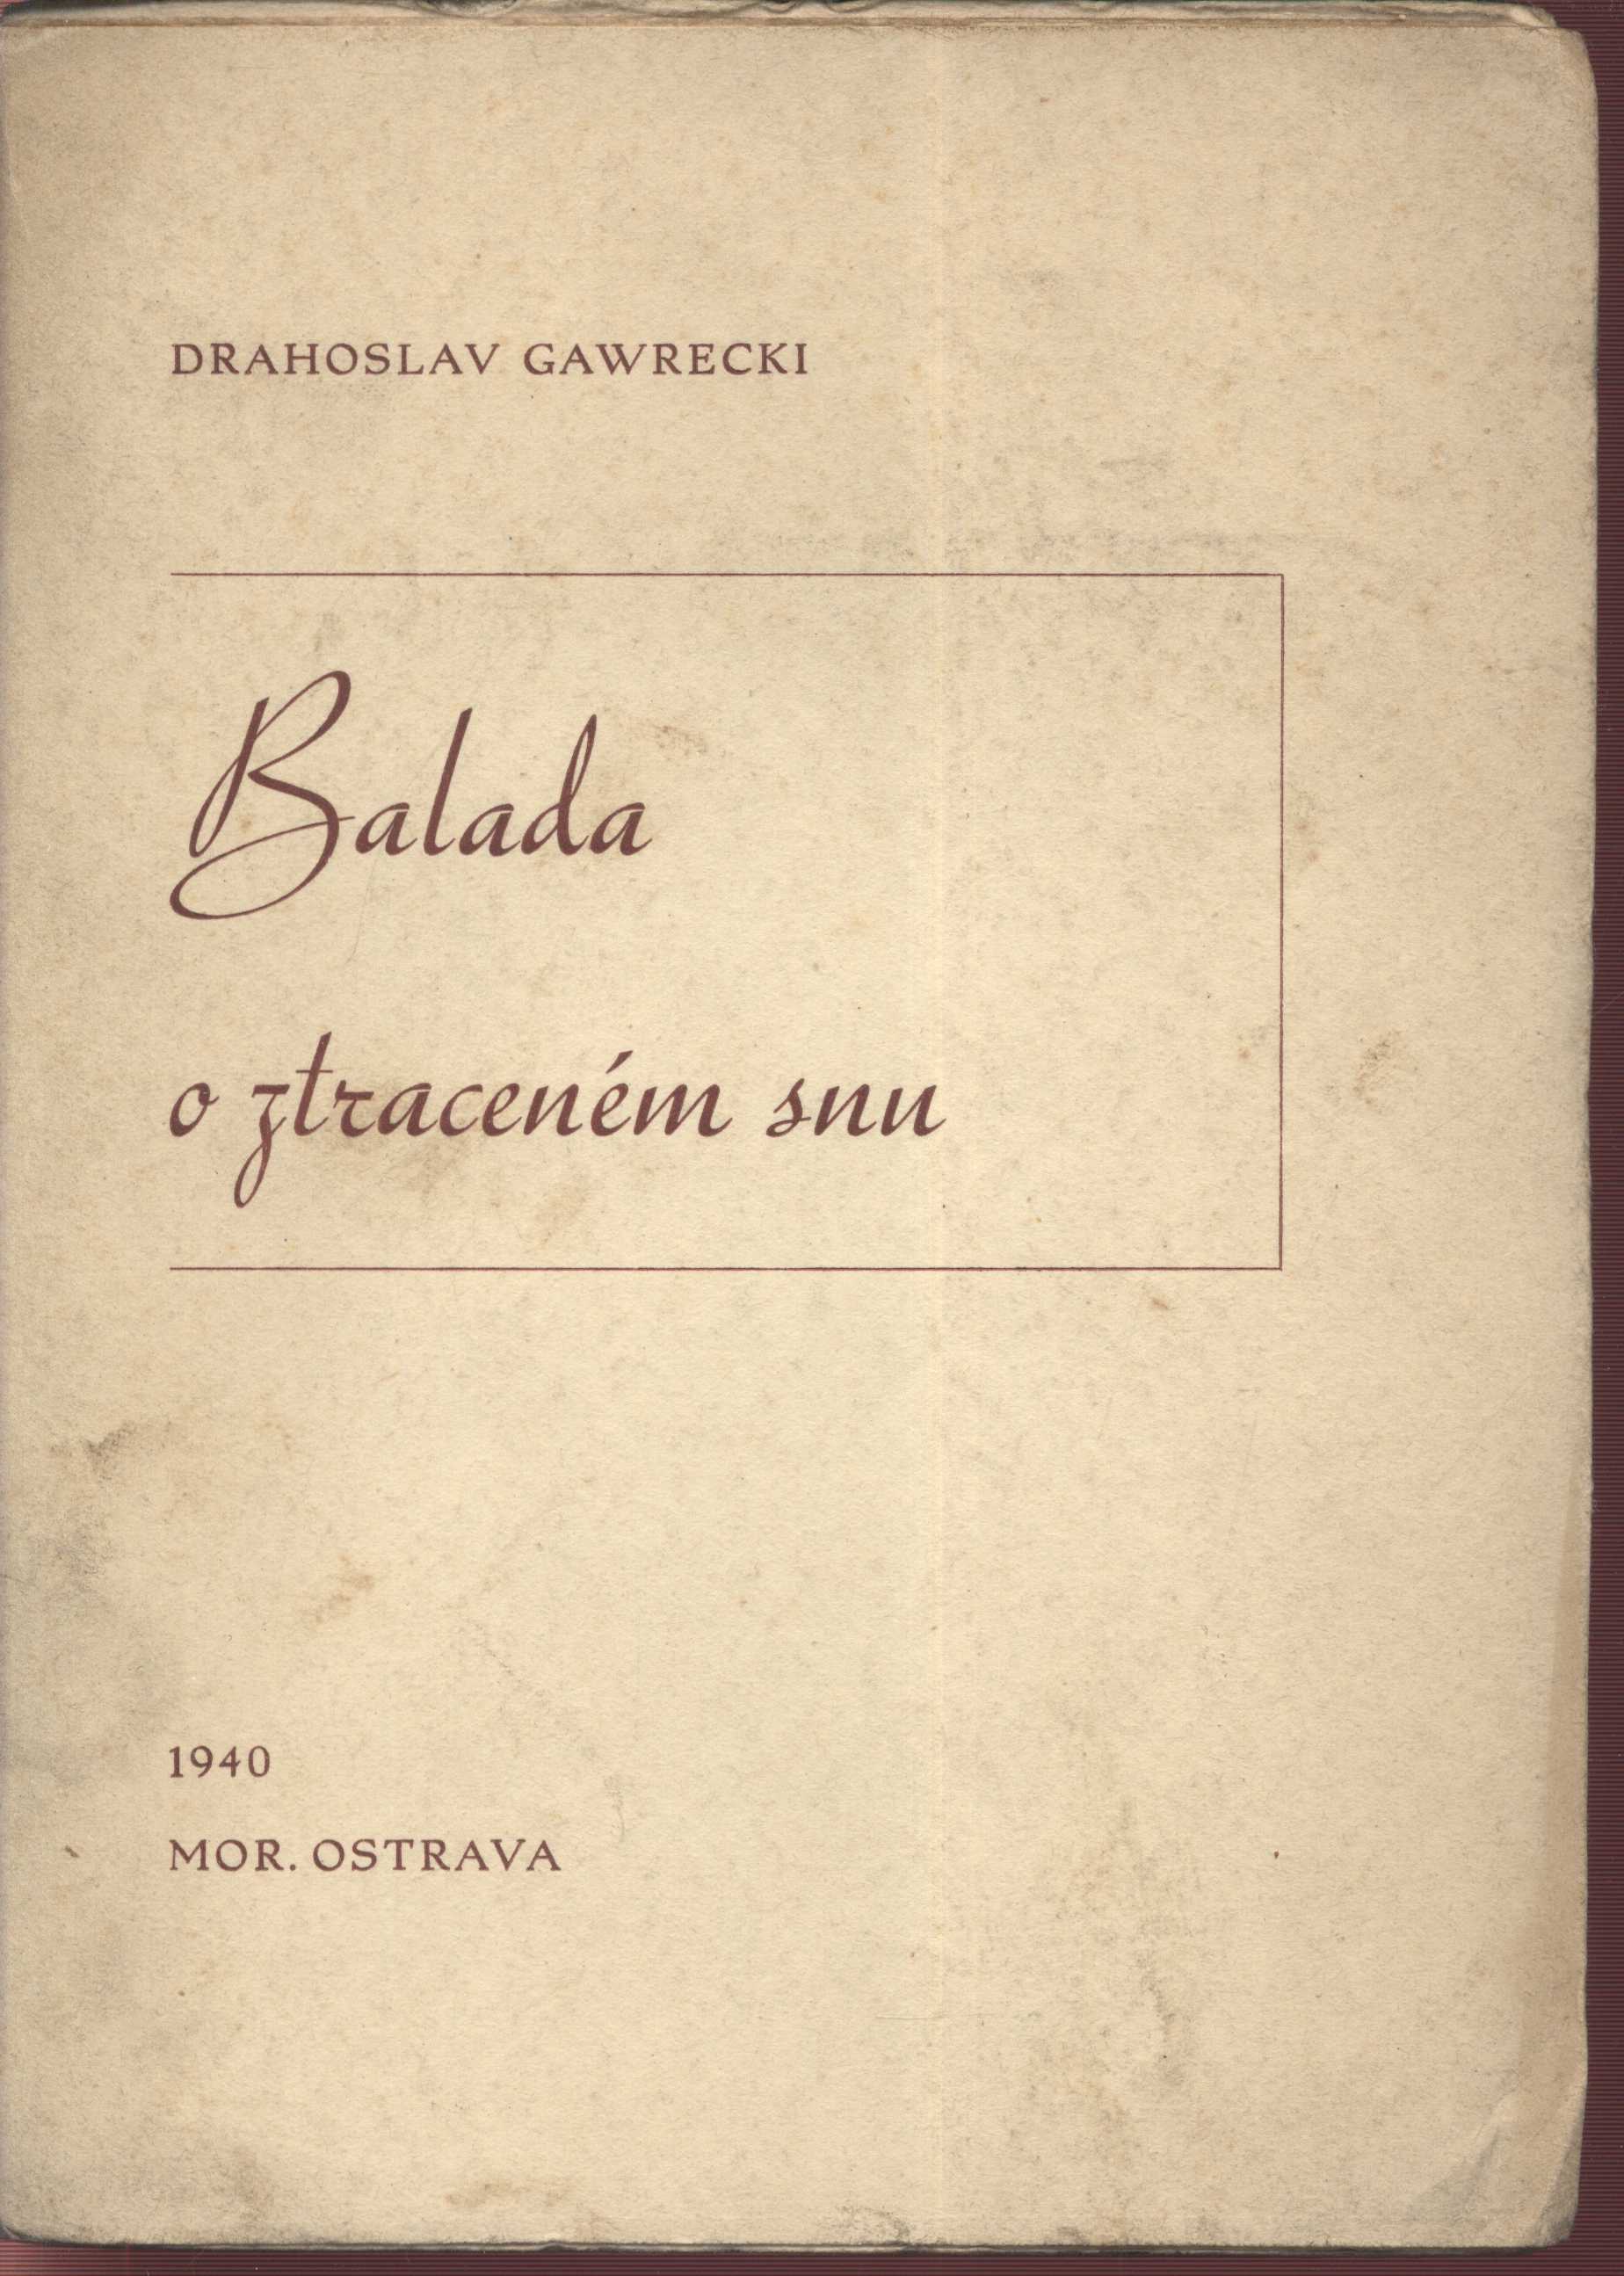 DRAHOSLAV GAWRECKI
Balada
o ztraceném snu
1940
MOR. OSTRAVA